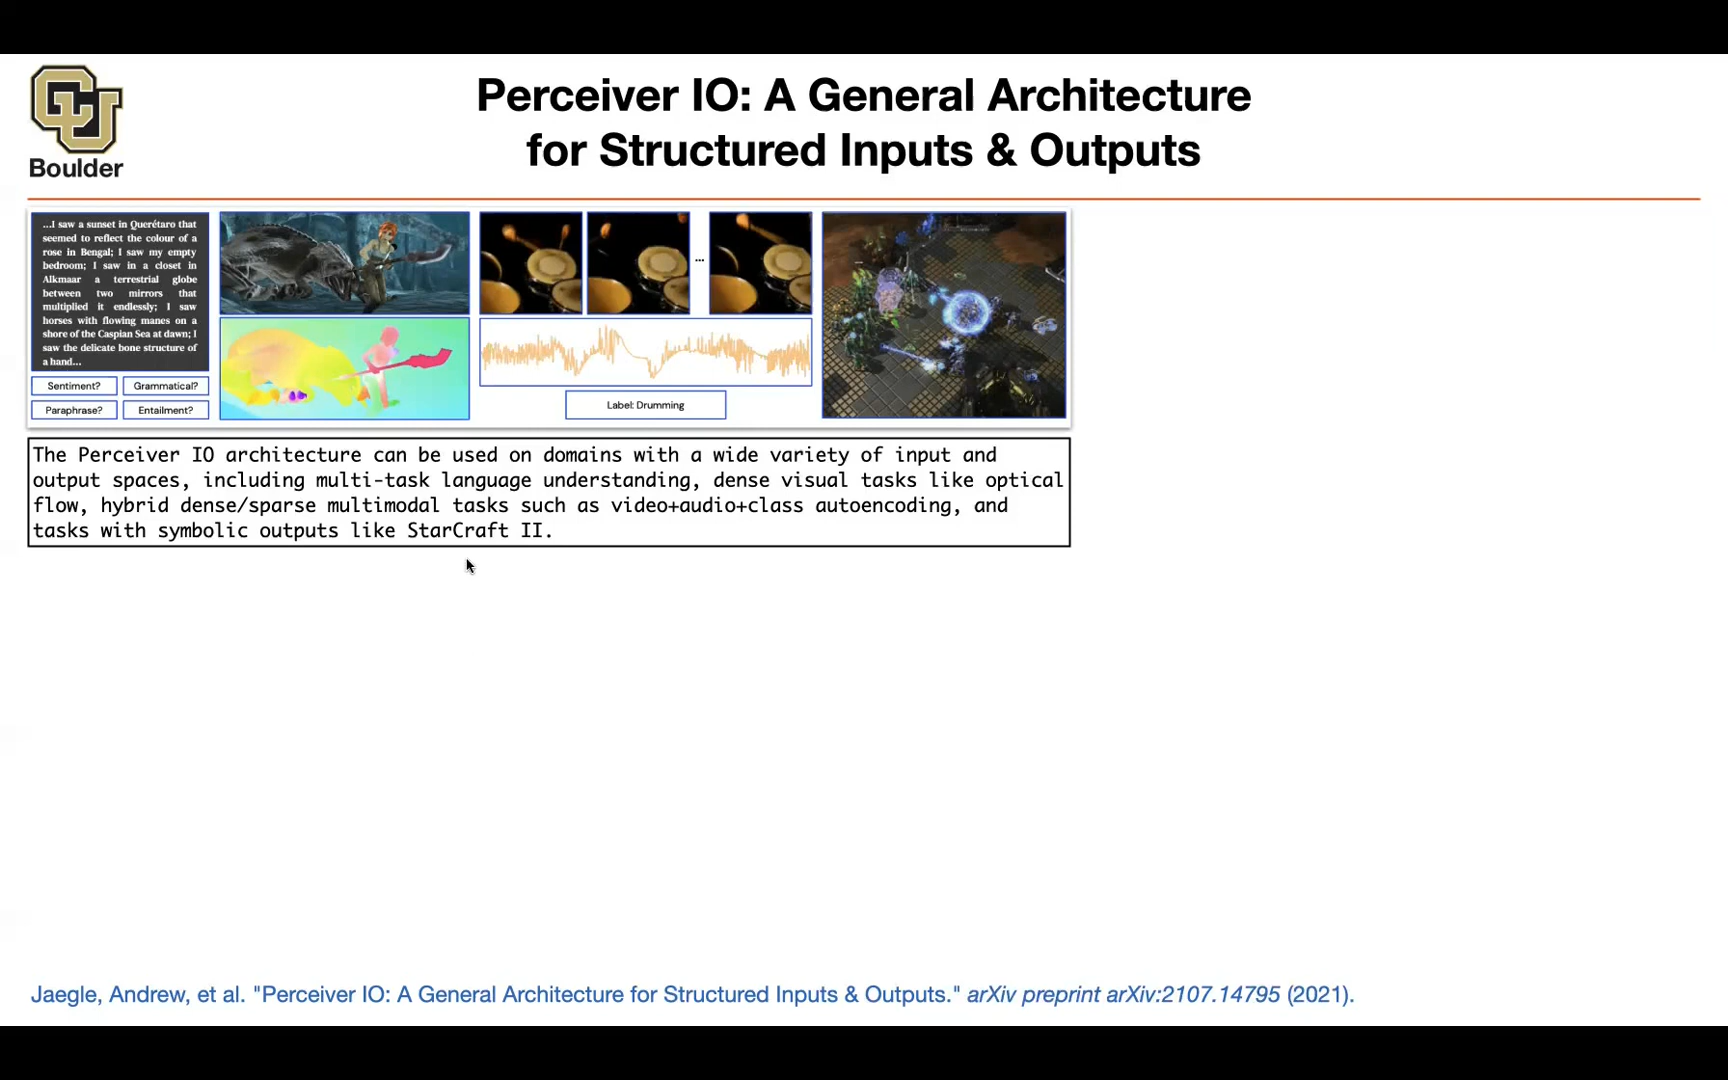 Perceiver IO: A General Architecture
for Structured Inputs & Outputs
CU
Boulder
...I saw a sunset in Querétaro that
seemed to reflect the colour of a
rose in Bengal; I saw my empty
bedroom; I saw in a closet in
Alkmaar a terrestrial globe
between two mirrors that
multiplied it endlessly; I saw
horses with flowing manes on a
shore of the Caspian Sea at dawn; I
saw the delicate bone structure of
a hand...
Sentiment?
Grammatical?
Paraphrase?
Entailment?
...
Label: Drumming
The Perceiver IO architecture can be used on domains with a wide variety of input and
output spaces, including multi-task language understanding, dense visual tasks like optical
flow, hybrid dense/sparse multimodal tasks such as video+audio+class autoencoding, and
tasks with symbolic outputs like StarCraft II.
Jaegle, Andrew, et al. "Perceiver IO: A General Architecture for Structured Inputs & Outputs." arXiv preprint arXiv:2107.14795 (2021).